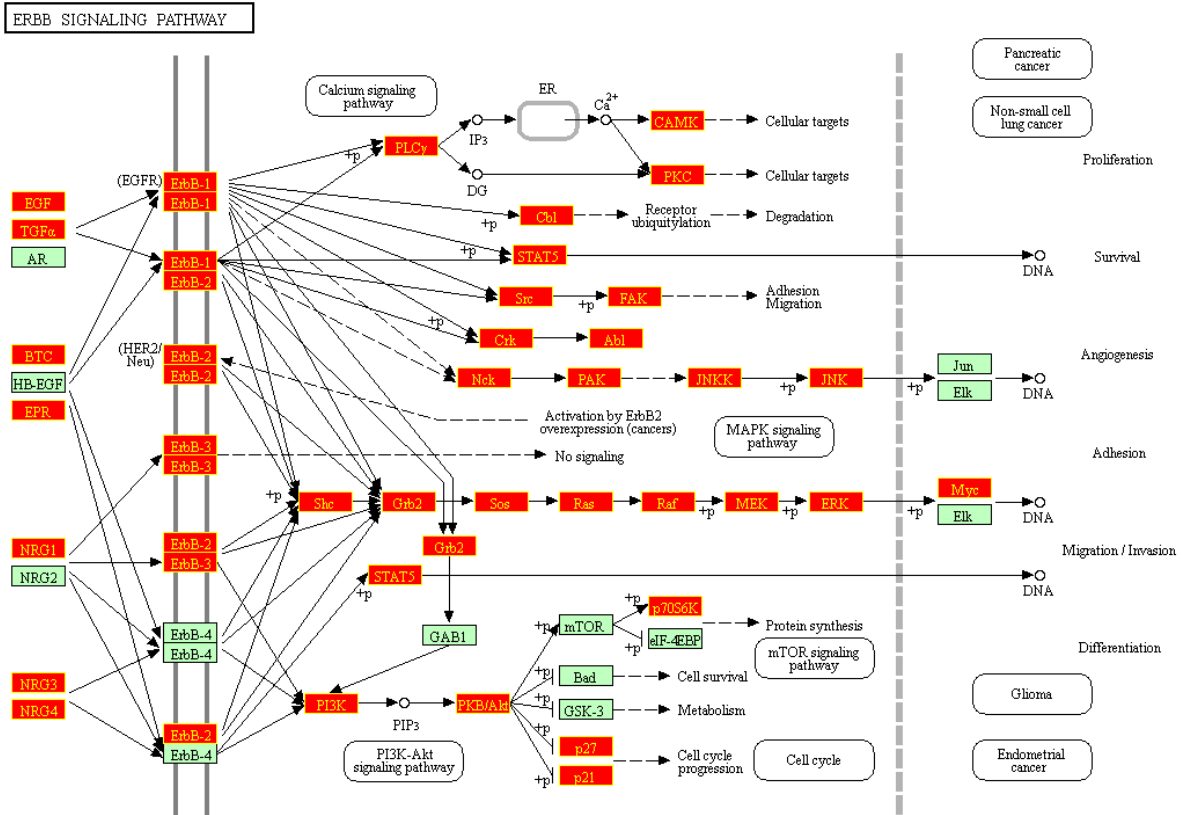 ERBB SIGNALING PATHWAY
Pancreatic
cancer
Non-small cell
lung cancer
Calcium signaling
pathway
ER
Ca2+
IP3
DG
PLCγ
+p
CAMK
Cellular targets
PKC
Cellular targets
Proliferation
(EGFR)
ErbB-1
ErbB-1
EGF
TGFα
AR
Cbl
+p
Receptor
ubiquitylation
Degradation
ErbB-1
ErbB-2
STAT5
+p
DNA
Survival
Src
+p
FAK
Adhesion
Migration
+p
Crk
Abl
BTC
HB-EGF
EPR
(HER2/
Neu)
ErbB-2
ErbB-2
Nck
PAK
JNKK
+p
JNK
+p
Jun
Elk
DNA
Angiogenesis
Activation by ErbB2
overexpression (cancers)
MAPK signaling
pathway
ErbB-3
ErbB-3
No signaling
Adhesion
+p
Shc
Grb2
Sos
Ras
Raf
+p
MEK
+p
ERK
+p
Myc
Elk
DNA
NRG1
NRG2
ErbB-2
ErbB-3
Grb2
Migration / Invasion
STAT5
+p
DNA
ErbB-4
ErbB-4
GAB1
+p
mTOR
+p
p70S6K
+p
eIF-4EBP
Protein synthesis
mTOR signaling
pathway
Differentiation
NRG3
NRG4
PI3K
PIP3
PKB/Akt
+p
Bad
Cell survival
+p
GSK-3
Metabolism
Glioma
ErbB-2
ErbB-4
PI3K-Akt
signaling pathway
+p
p27
+p
p21
Cell cycle
progression
Cell cycle
Endometrial
cancer